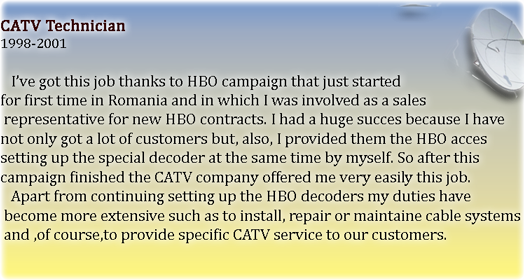 CATV Technician
1998-2001
I've got this job thanks to HBO campaign that just started
for first time in Romania and in which I was involved as a sales
representative for new HBO contracts. I had a huge succes because I have
not only got a lot of customers but, also, I provided them the HBO acces
setting up the special decoder at the same time by myself. So after this
campaign finished the CATV company offered me very easily this job.
Apart from continuing setting up the HBO decoders my duties have
become more extensive such as to install, repair or maintaine cable systems
and ,of course,to provide specific CATV service to our customers.